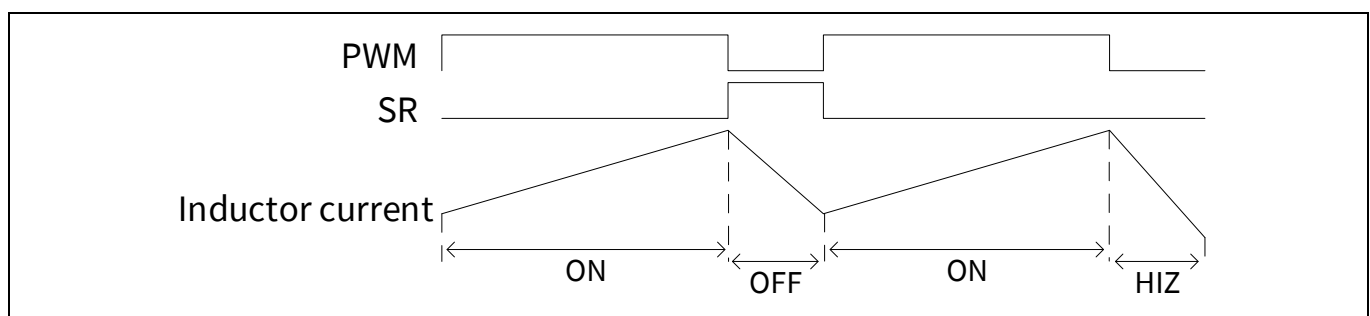 PWM
SR
Inductor current
ON
OFF
ON
HIZ